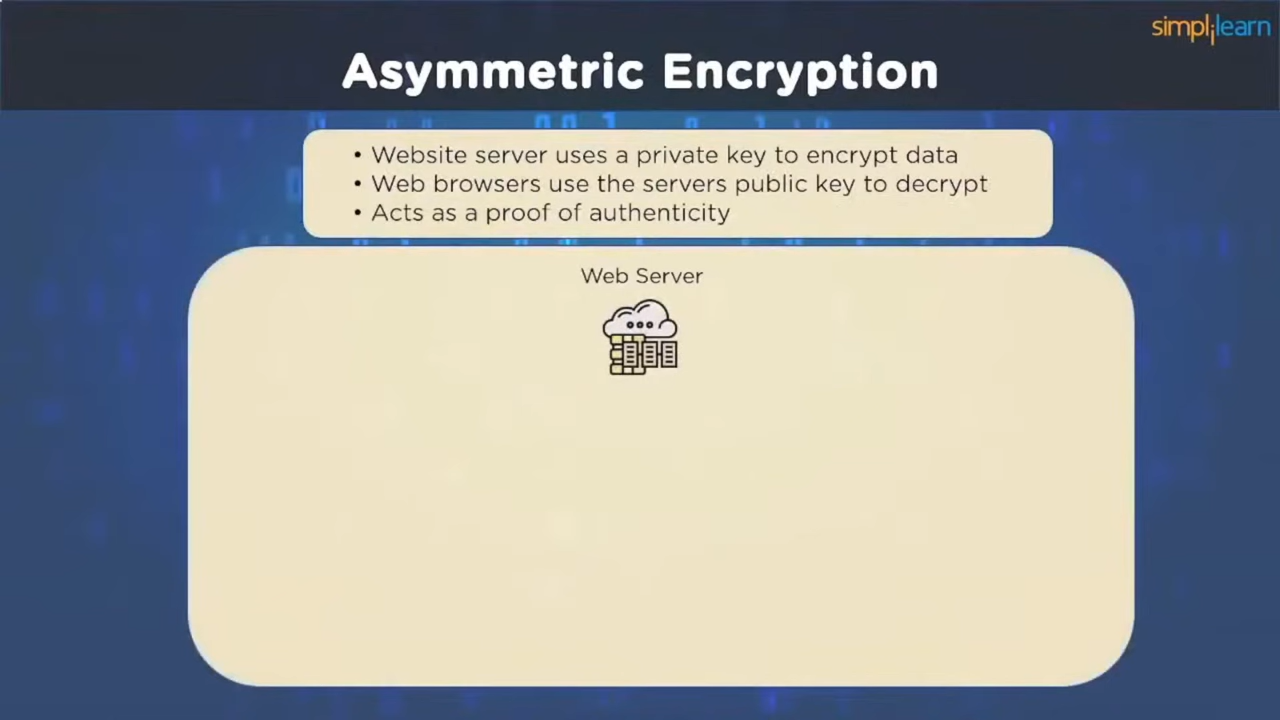 simplilearn
Asymmetric Encryption
• Website server uses a private key to encrypt data
• Web browsers use the servers public key to decrypt
• Acts as a proof of authenticity
Web Server